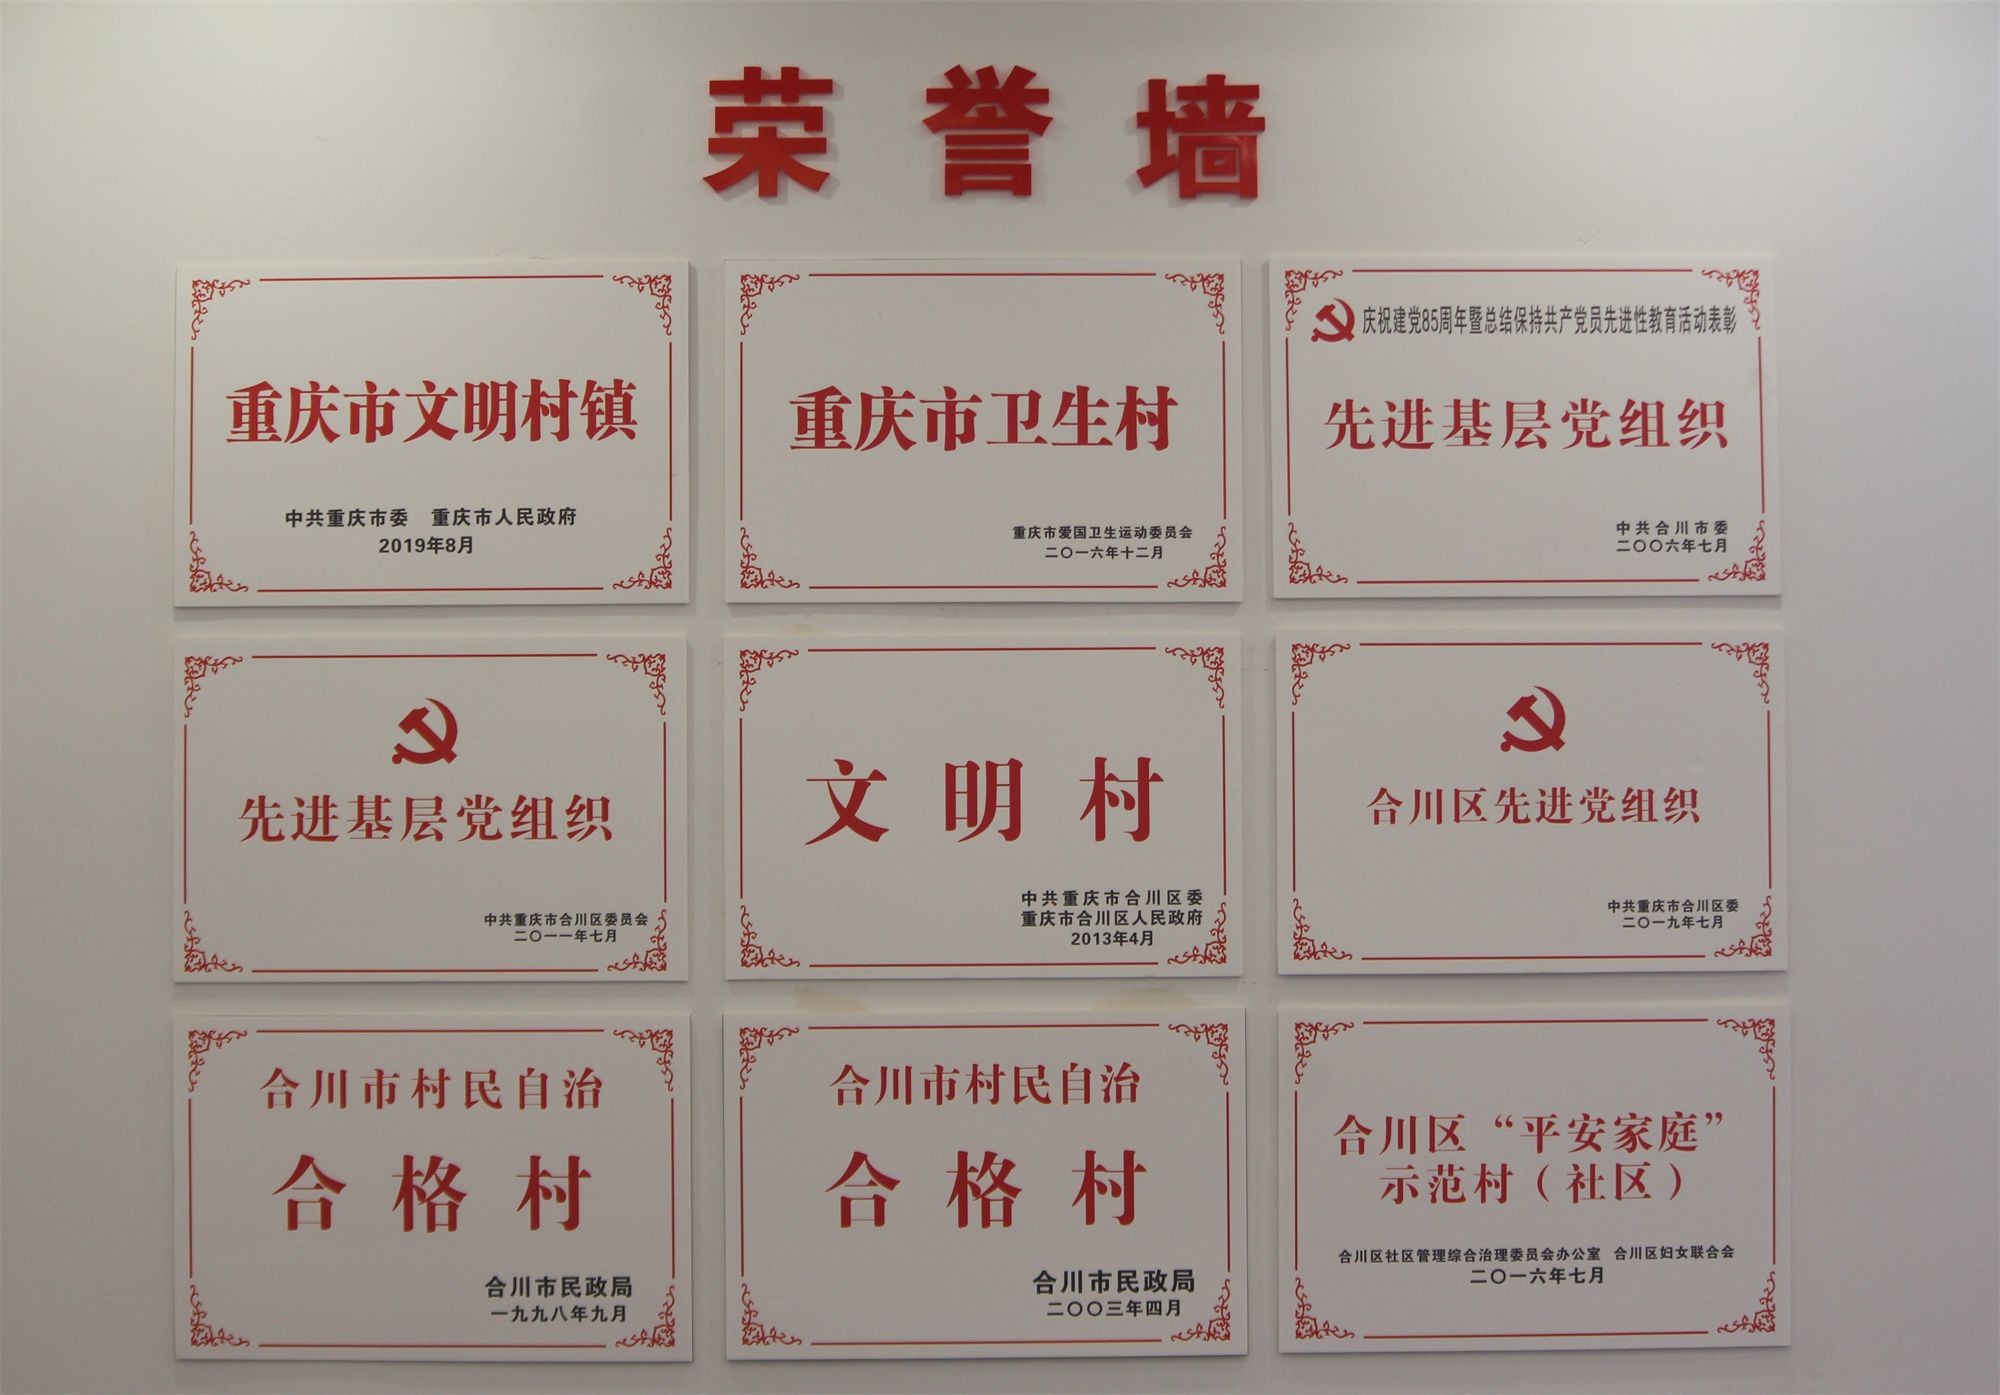 荣誉墙
重庆市文明村镇
中共重庆市委 重庆市人民政府
2019年8月
重庆市卫生村
重庆市爱国卫生运动委员会
二〇一六年十二月
庆祝建党85周年暨总结保持共产党员先进性教育活动表彰
先进基层党组织
中共合川市委
二〇〇六年七月
先进基层党组织
中共重庆市合川区委员会
二〇一一年七月
文明村
中共重庆市合川区委
重庆市合川区人民政府
2013年4月
合川区先进党组织
中共重庆市合川区委
二〇一九年七月
合川市村民自治
合格村
合川市民政局
一九九八年九月
合川市村民自治
合格村
合川市民政局
二〇〇三年四月
合川区“平安家庭”
示范村（社区）
合川区社区管理综合治理委员会办公室 合川区妇女联合会
二〇一六年七月